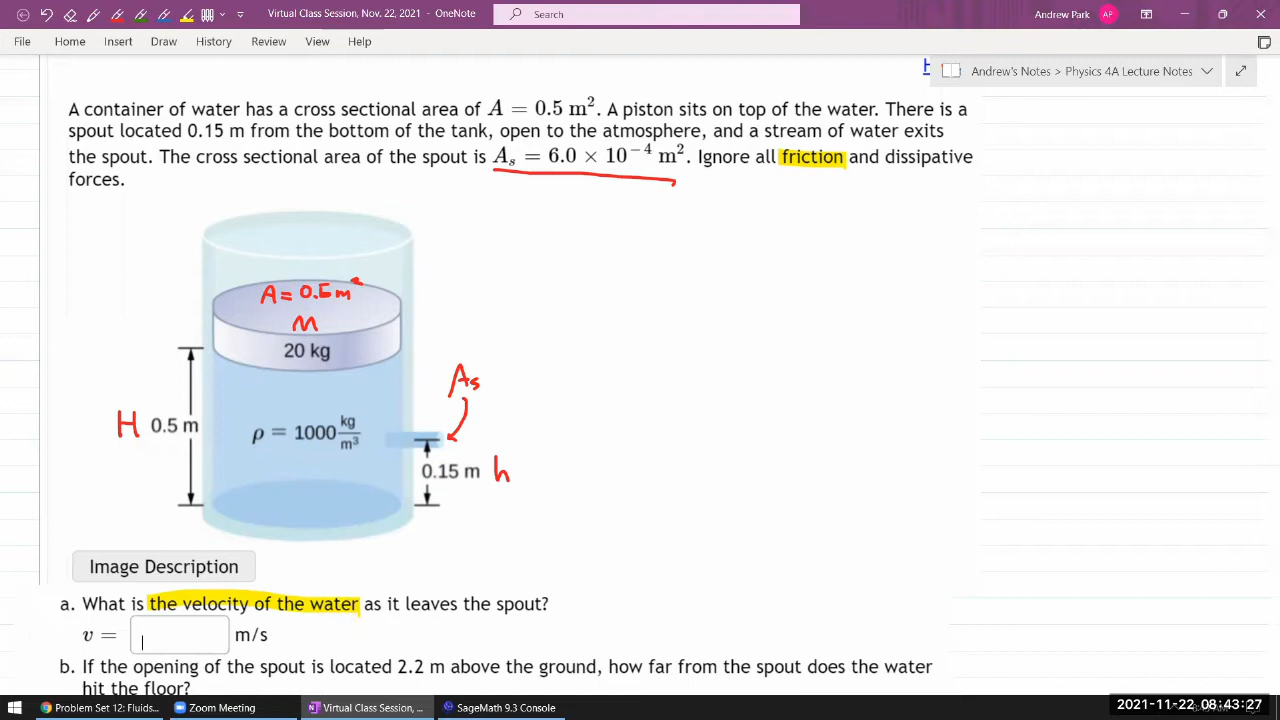 Virtual Class Session, Nov. 22, 2021 - OneNote
Search
Andrew Park
AP
File
Home
Insert
Draw
History
Review
View
Help
H
Andrew's Notes > Physics 4A Lecture Notes
A container of water has a cross sectional area of A = 0.5 m². A piston sits on top of the water. There is a
spout located 0.15 m from the bottom of the tank, open to the atmosphere, and a stream of water exits
the spout. The cross sectional area of the spout is Aₛ = 6.0 × 10⁻⁴ m². Ignore all friction and dissipative
forces.
A = 0.5 m²
M
20 kg
As
H 0.5 m
ρ = 1000 kg/m³
0.15 m h
Image Description
a. What is the velocity of the water as it leaves the spout?
v = m/s
b. If the opening of the spout is located 2.2 m above the ground, how far from the spout does the water
hit the floor?
Problem Set 12: Fluids...
Zoom Meeting
Virtual Class Session, ...
SageMath 9.3 Console
2021-11-22 08:43:27